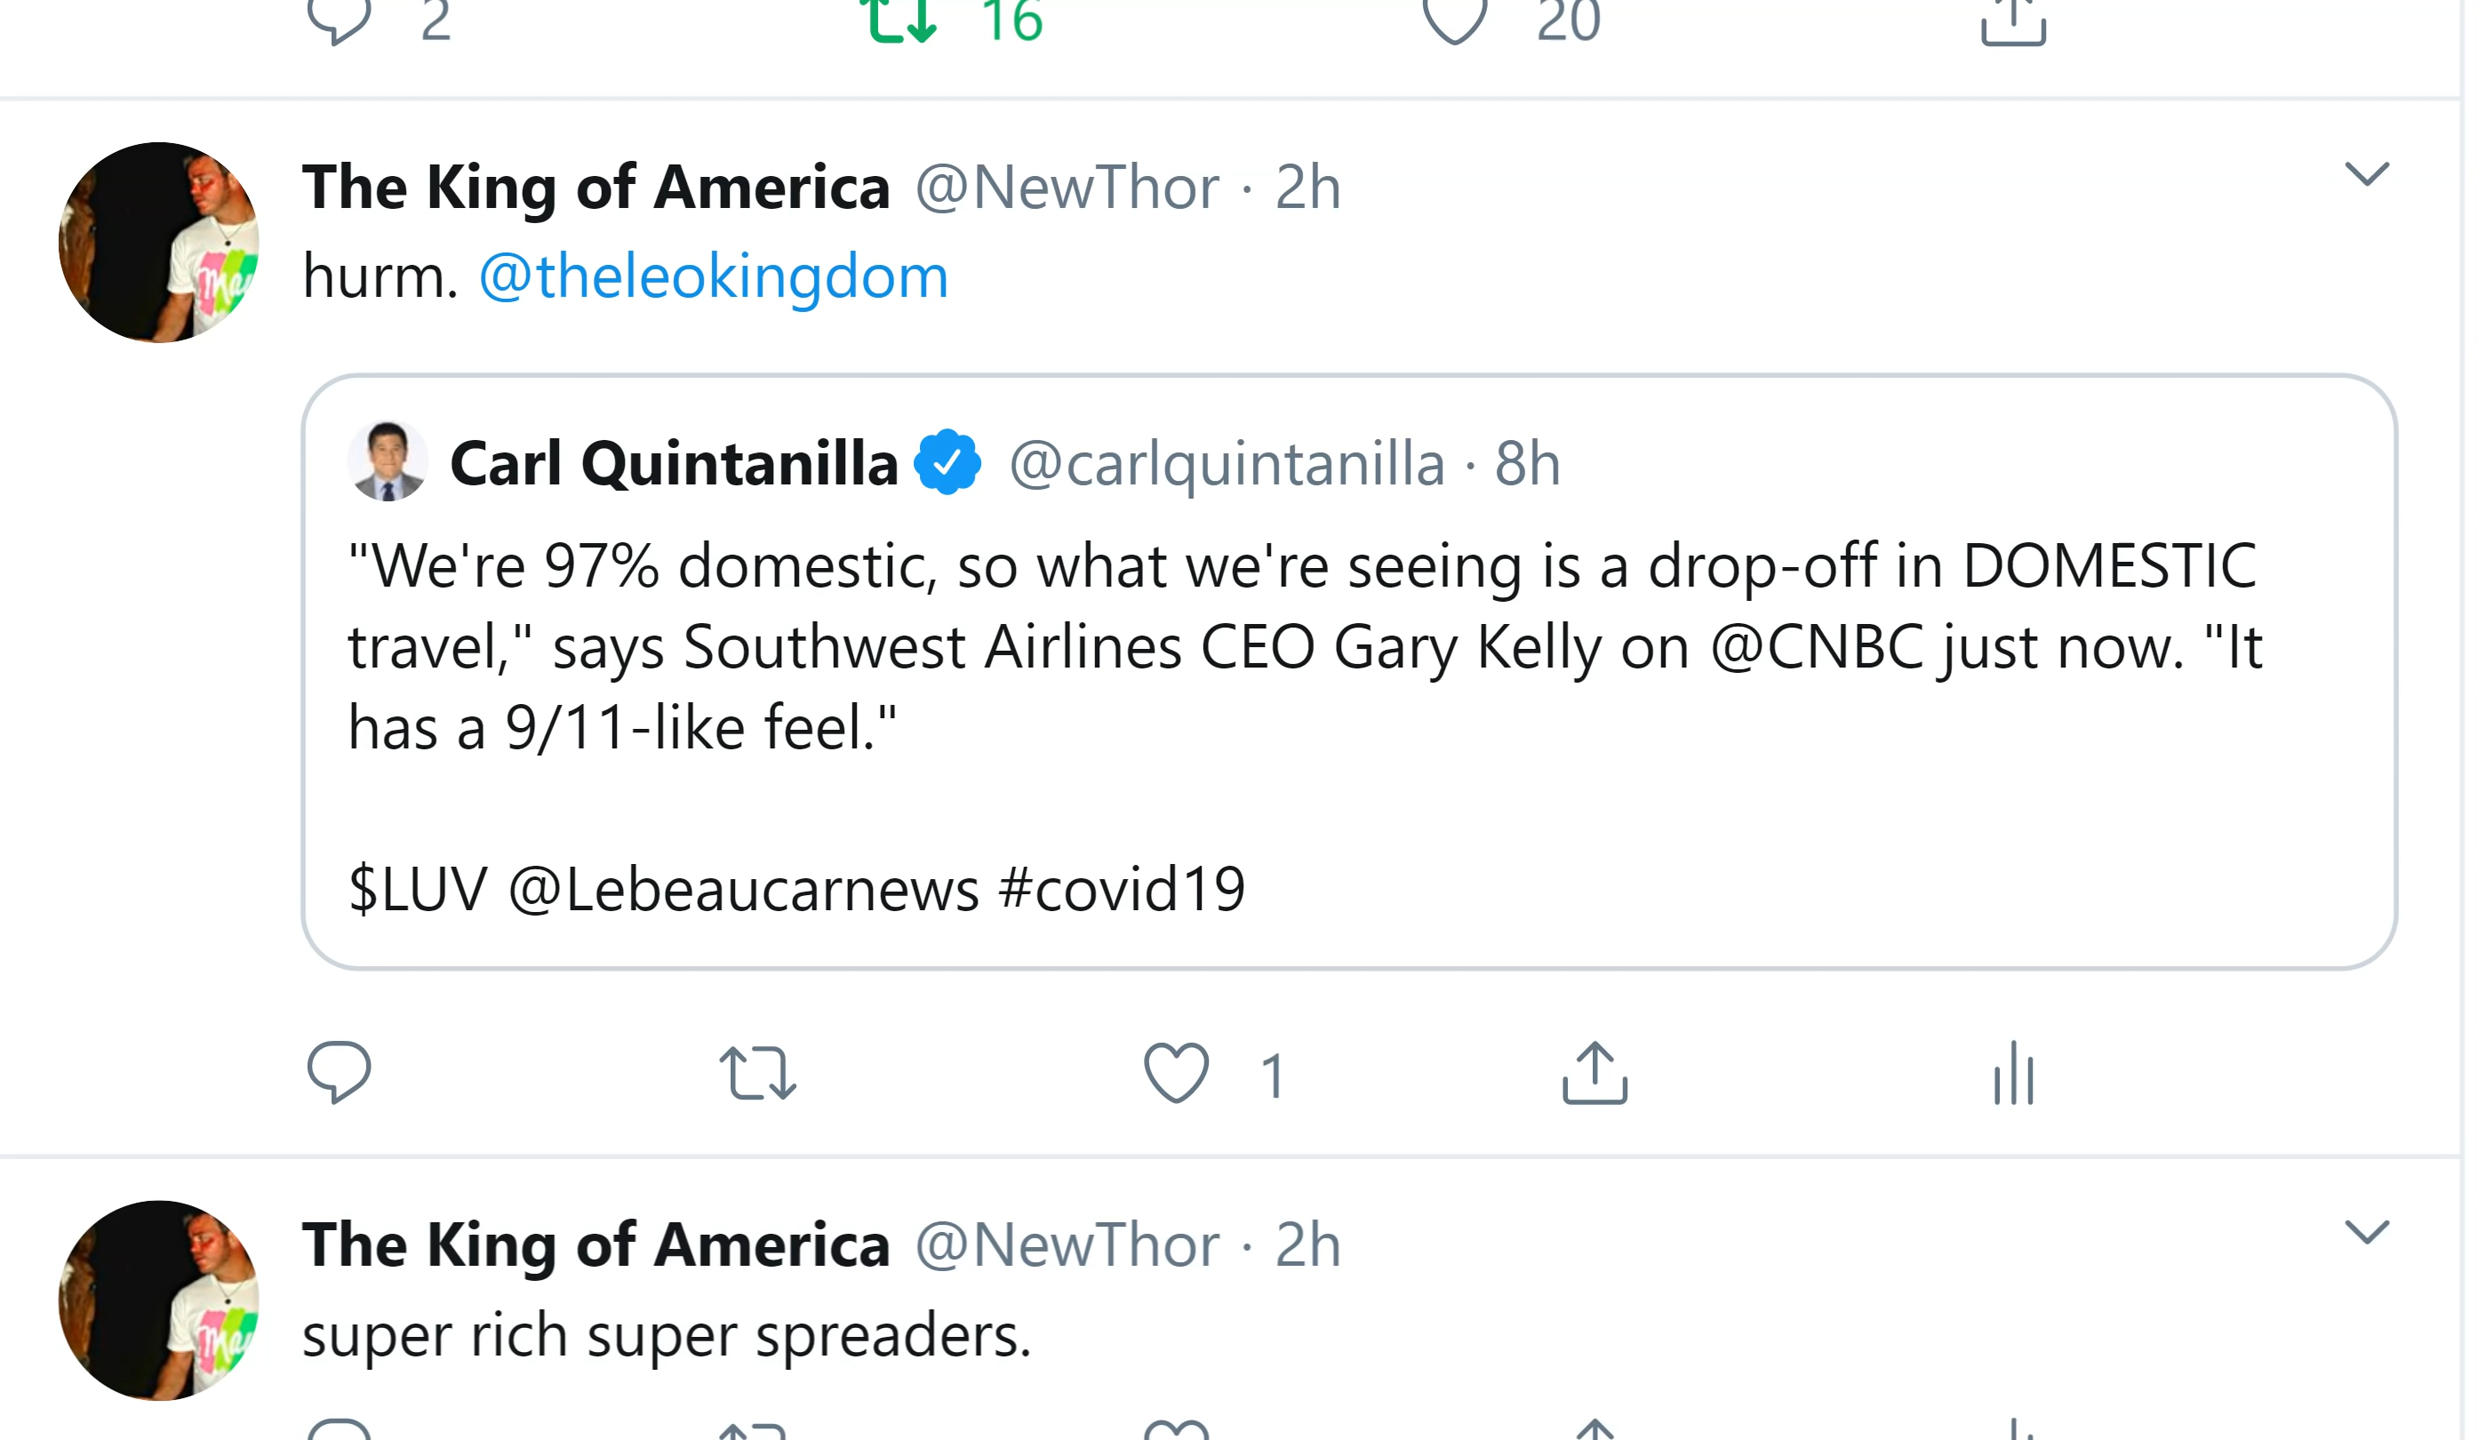 2 16 20
The King of America @NewThor · 2h
hurm. @theleokingdom
Carl Quintanilla @carlquintanilla · 8h
"We're 97% domestic, so what we're seeing is a drop-off in DOMESTIC
travel," says Southwest Airlines CEO Gary Kelly on @CNBC just now. "It
has a 9/11-like feel."
$LUV @Lebeaucarnews #covid19
1
The King of America @NewThor · 2h
super rich super spreaders.